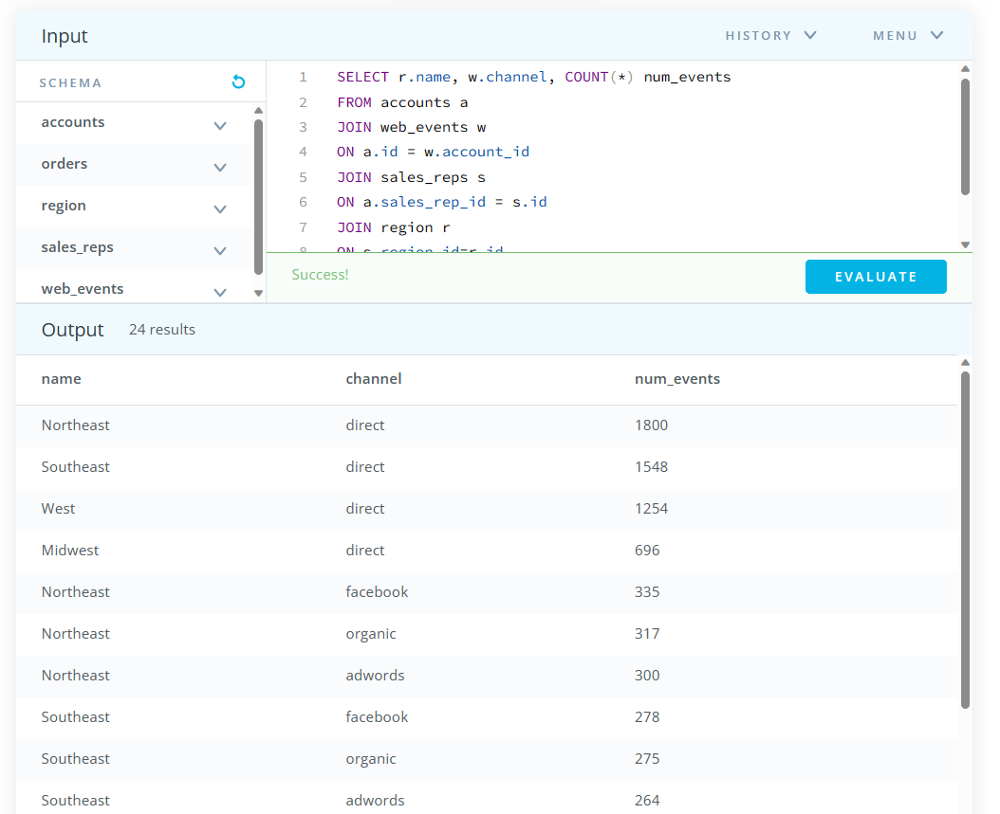 Input
HISTORY MENU
SCHEMA
accounts
orders
region
sales_reps
web_events
1 SELECT r.name, w.channel, COUNT(*) num_events
2 FROM accounts a
3 JOIN web_events w
4 ON a.id = w.account_id
5 JOIN sales_reps s
6 ON a.sales_rep_id = s.id
7 JOIN region r
8 ON s.region_id=r.id
Success!
EVALUATE
Output 24 results
name channel num_events
Northeast direct 1800
Southeast direct 1548
West direct 1254
Midwest direct 696
Northeast facebook 335
Northeast organic 317
Northeast adwords 300
Southeast facebook 278
Southeast organic 275
Southeast adwords 264